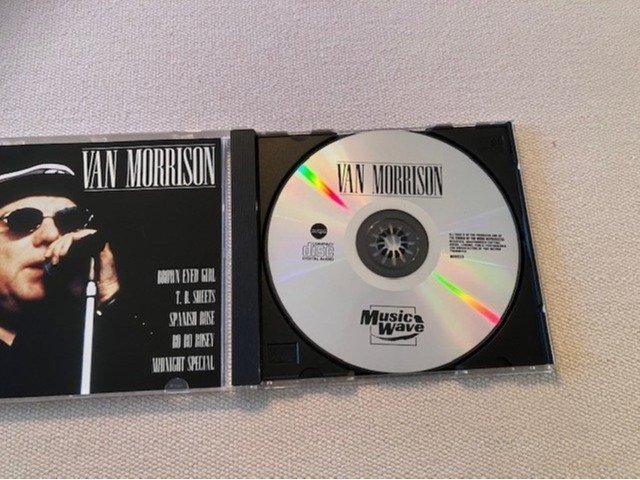 VAN MORRISON
BROWN EYED GIRL
T. B. SHEETS
SPANISH ROSE
RO RO ROSEY
MIDNIGHT SPECIAL
VAN MORRISON
COMPACT
disc
DIGITAL AUDIO
Music
Wave